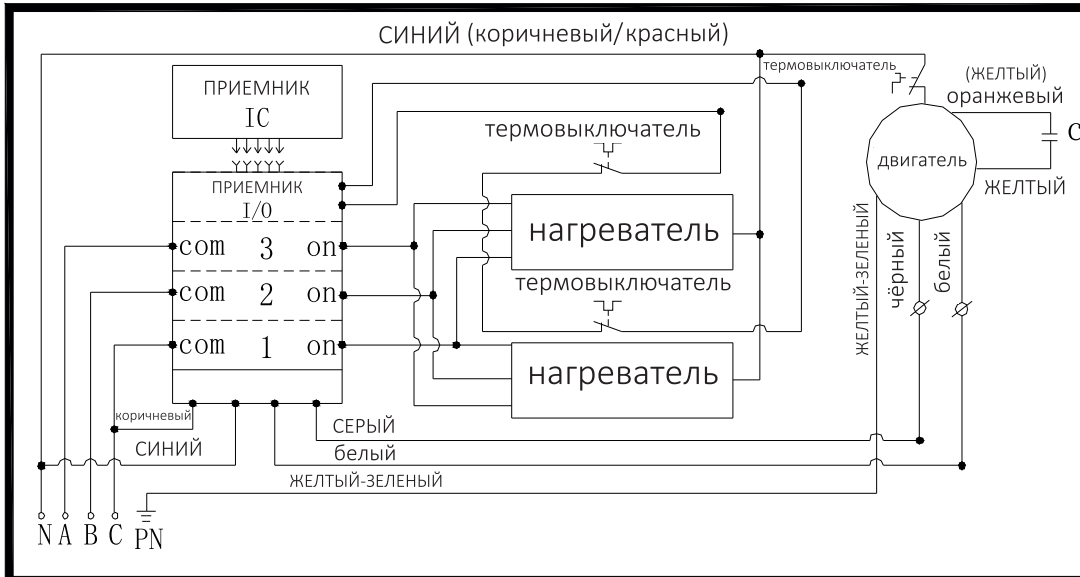 СИНИЙ (коричневый/красный)
термовыключатель
(ЖЕЛТЫЙ)
оранжевый
C
ПРИЕМНИК
IC
термовыключатель
двигатель
ЖЕЛТЫЙ
ПРИЕМНИК
I/O
нагреватель
com 3 on
ЖЕЛТЫЙ-ЗЕЛЕНЫЙ
чёрный
белый
термовыключатель
com 2 on
com 1 on
нагреватель
коричневый
СЕРЫЙ
СИНИЙ
белый
ЖЕЛТЫЙ-ЗЕЛЕНЫЙ
N A B C PN